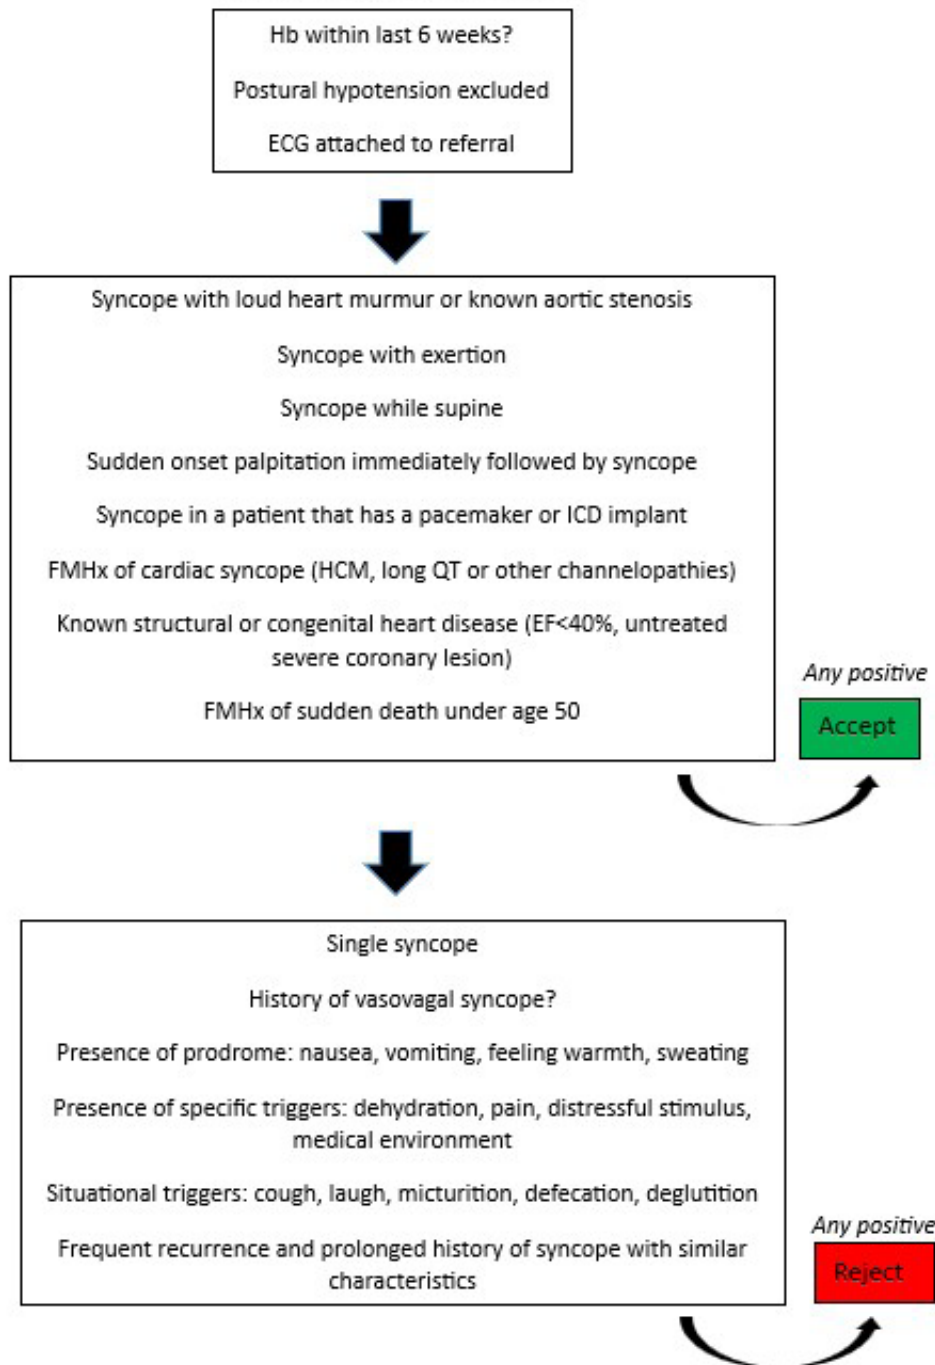 Hb within last 6 weeks?
Postural hypotension excluded
ECG attached to referral
Syncope with loud heart murmur or known aortic stenosis
Syncope with exertion
Syncope while supine
Sudden onset palpitation immediately followed by syncope
Syncope in a patient that has a pacemaker or ICD implant
FMHx of cardiac syncope (HCM, long QT or other channelopathies)
Known structural or congenital heart disease (EF<40%, untreated
severe coronary lesion)
FMHx of sudden death under age 50
Any positive
Accept
Single syncope
History of vasovagal syncope?
Presence of prodrome: nausea, vomiting, feeling warmth, sweating
Presence of specific triggers: dehydration, pain, distressful stimulus,
medical environment
Situational triggers: cough, laugh, micturition, defecation, deglutition
Frequent recurrence and prolonged history of syncope with similar
characteristics
Any positive
Reject